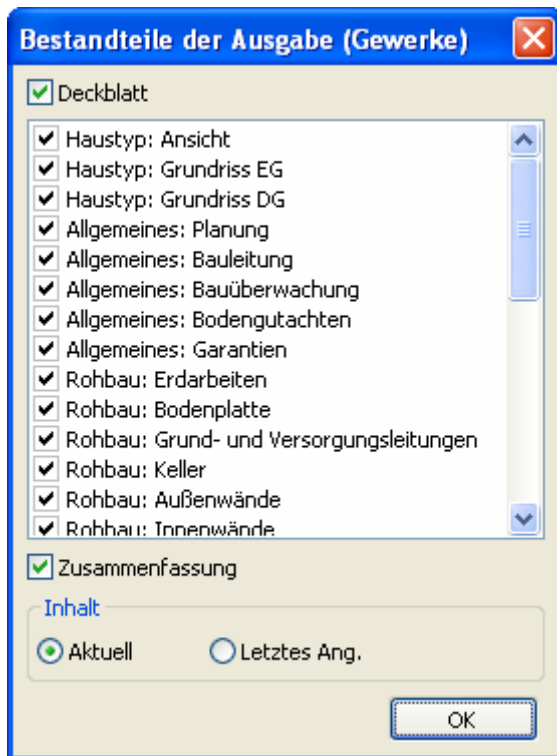 Bestandteile der Ausgabe (Gewerke)
Deckblatt
Haustyp: Ansicht
Haustyp: Grundriss EG
Haustyp: Grundriss DG
Allgemeines: Planung
Allgemeines: Bauleitung
Allgemeines: Bauüberwachung
Allgemeines: Bodengutachten
Allgemeines: Garantien
Rohbau: Erdarbeiten
Rohbau: Bodenplatte
Rohbau: Grund- und Versorgungsleitungen
Rohbau: Keller
Rohbau: Außenwände
Rohbau: Innenwände
Zusammenfassung
Inhalt
Aktuell Letztes Ang.
OK